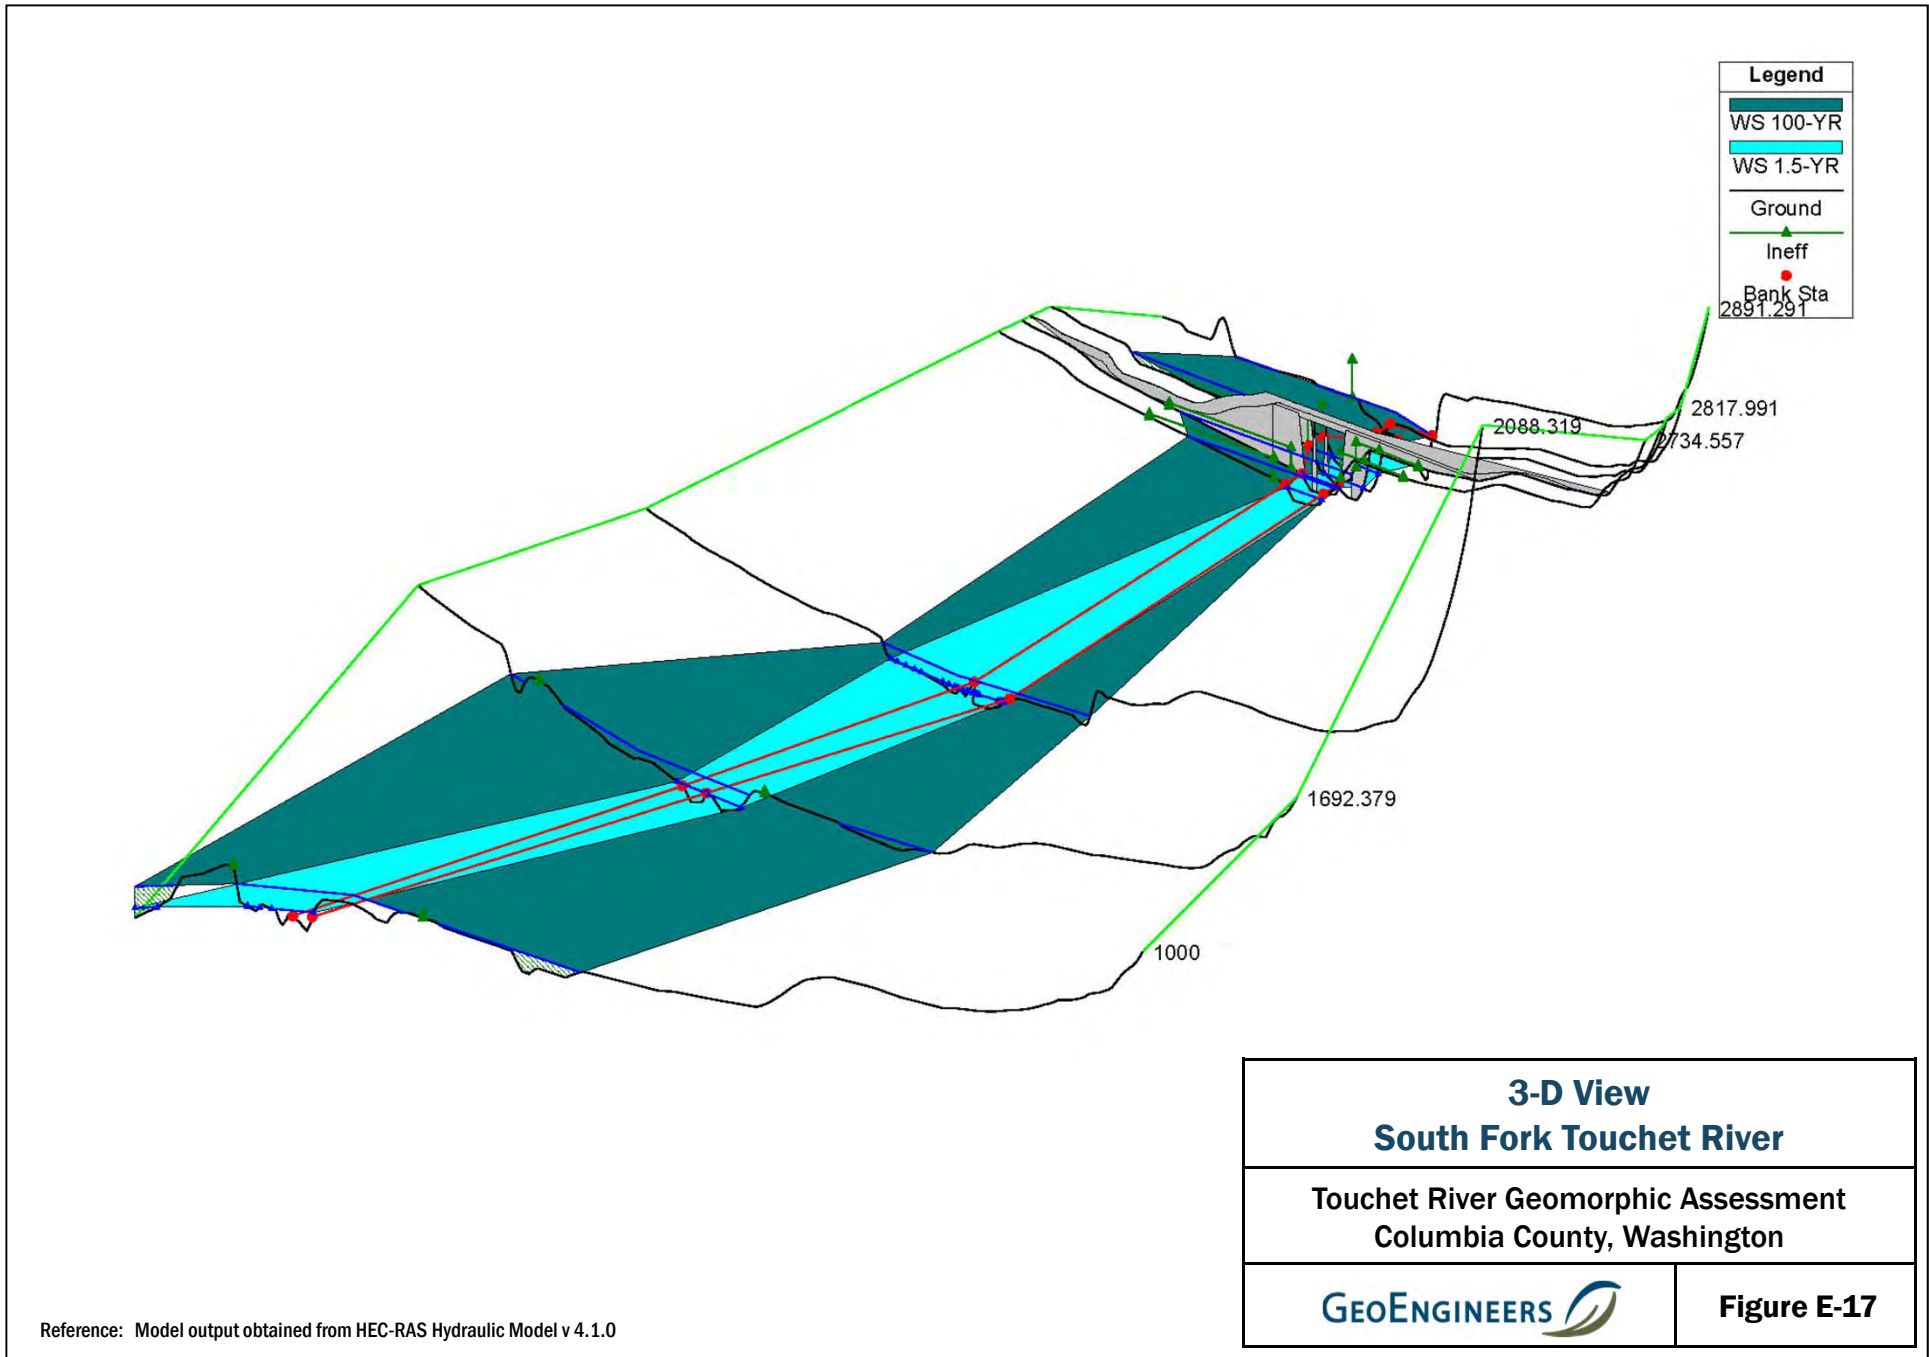 Legend
WS 100-YR
WS 1.5-YR
Ground
Ineff
Bank Sta
2891.291
2817.991
2088.319
2734.557
1692.379
1000
3-D View
South Fork Touchet River
Touchet River Geomorphic Assessment
Columbia County, Washington
GEOENGINEERS
Figure E-17
Reference: Model output obtained from HEC-RAS Hydraulic Model v 4.1.0